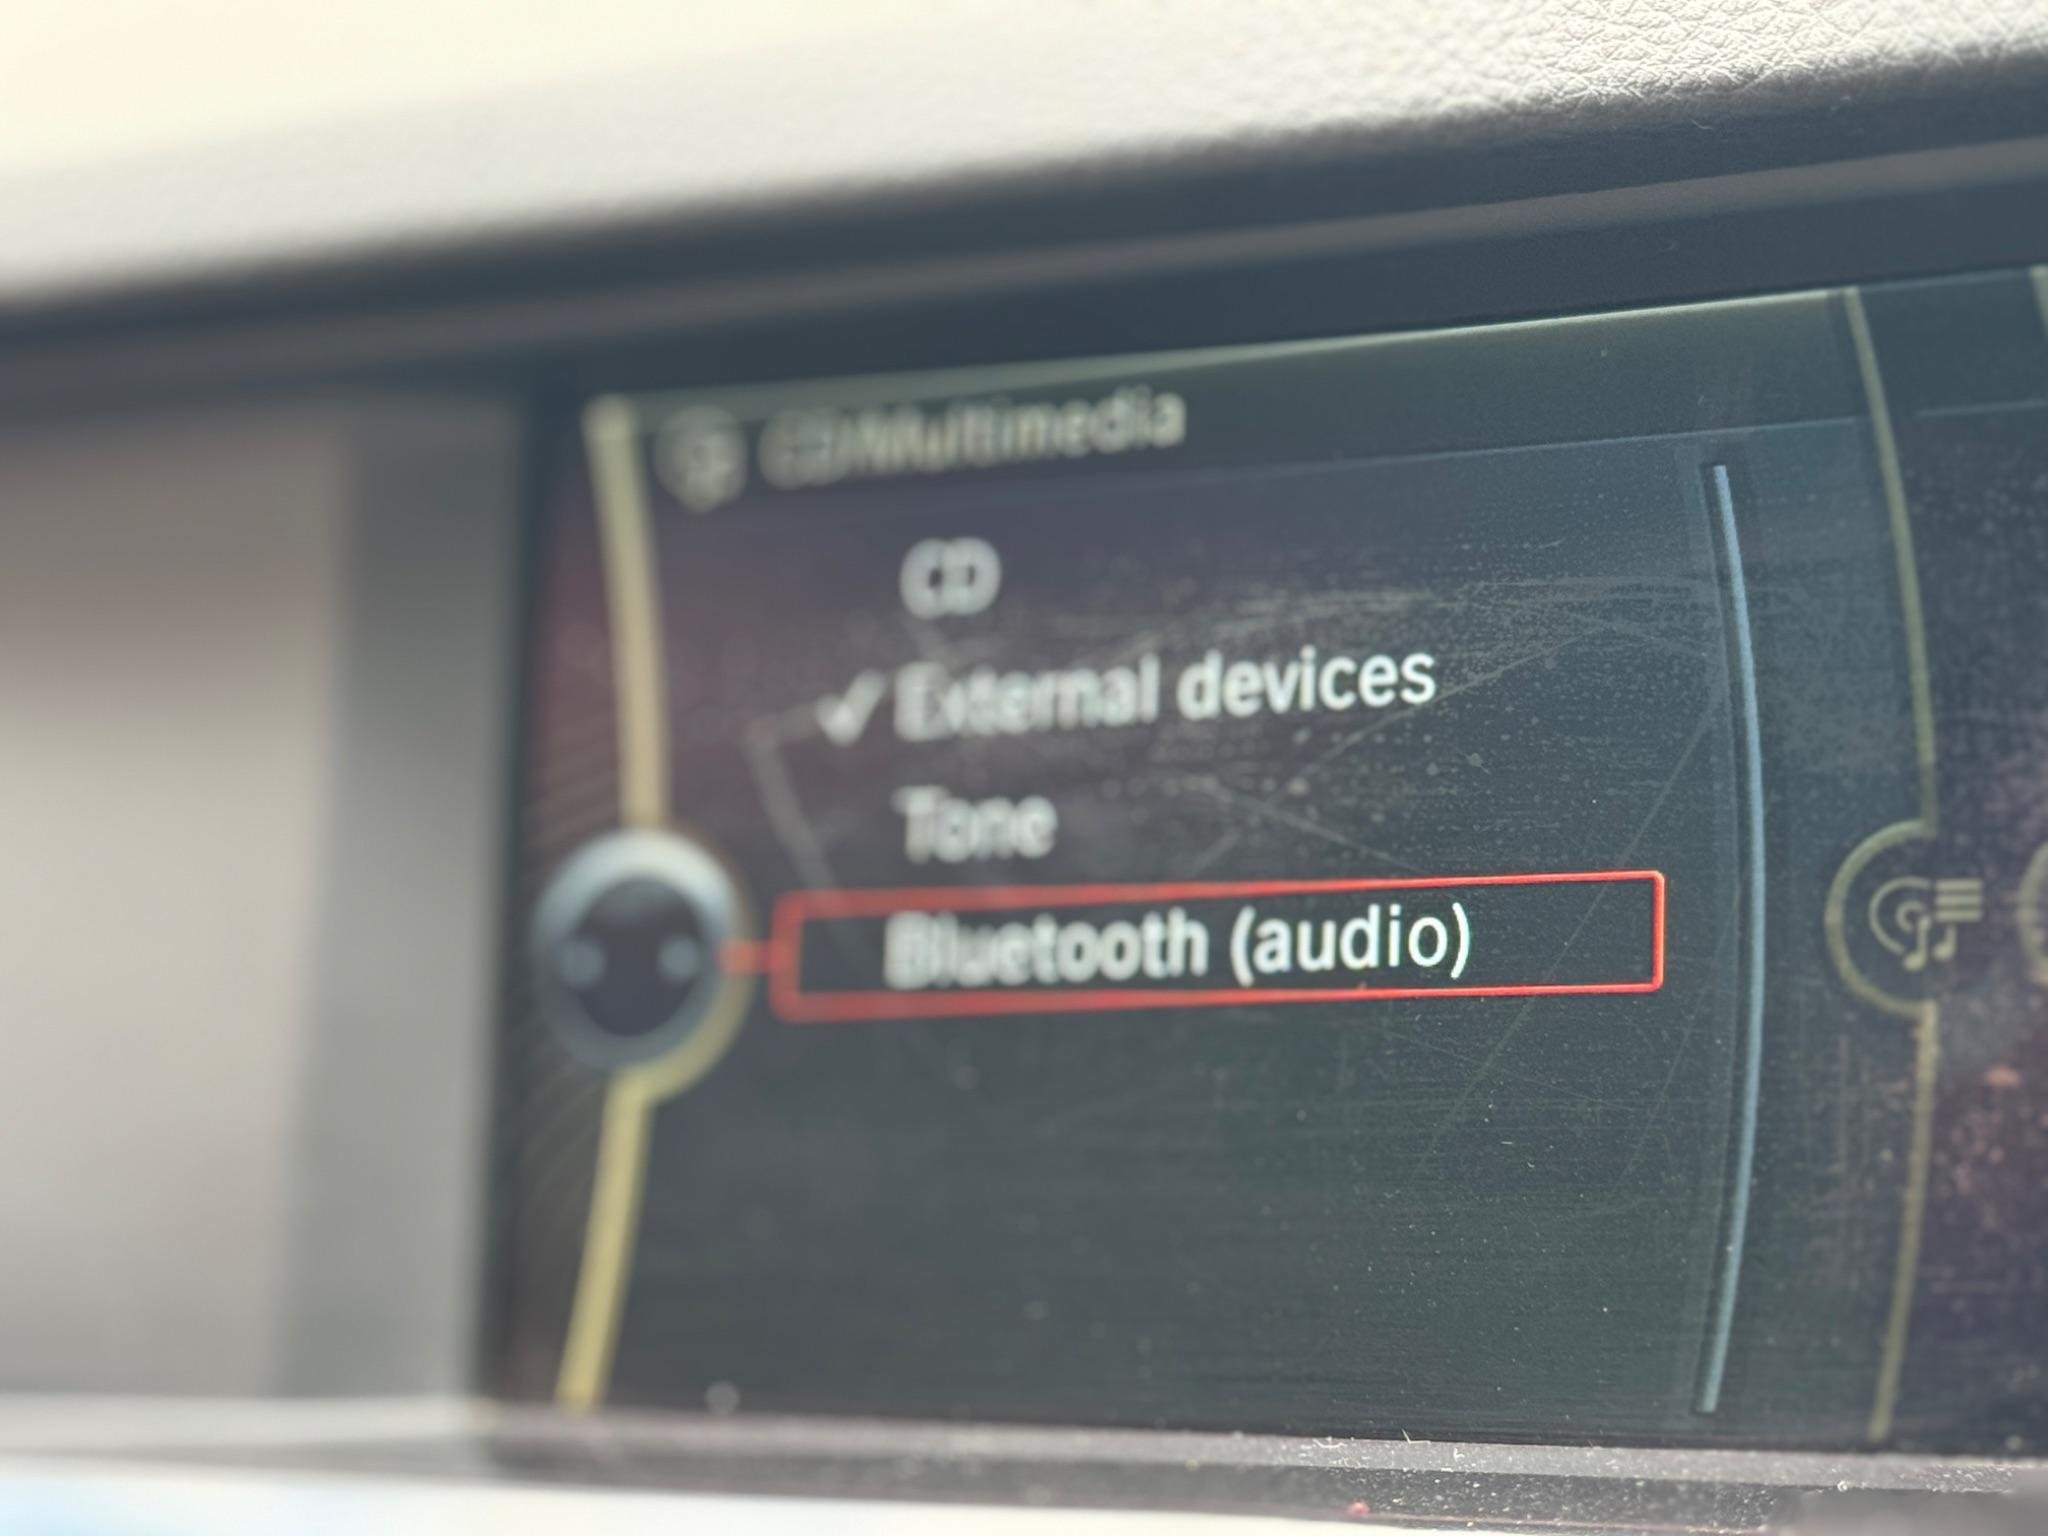 CD/Multimedia
CD
✓ External devices
Tone
Bluetooth (audio)